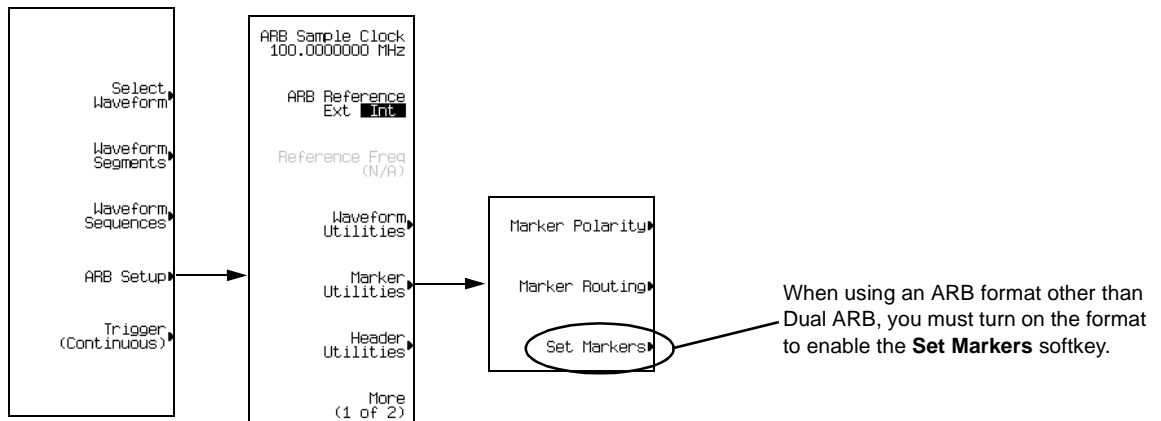 Select
Waveform
Waveform
Segments
Waveform
Sequences
ARB Setup
Trigger
(Continuous)
ARB Sample Clock
100.0000000 MHz
ARB Reference
Ext Int
Reference Freq
(N/A)
Waveform
Utilities
Marker
Utilities
Header
Utilities
More
(1 of 2)
Marker Polarity
Marker Routing
Set Markers
When using an ARB format other than
Dual ARB, you must turn on the format
to enable the Set Markers softkey.